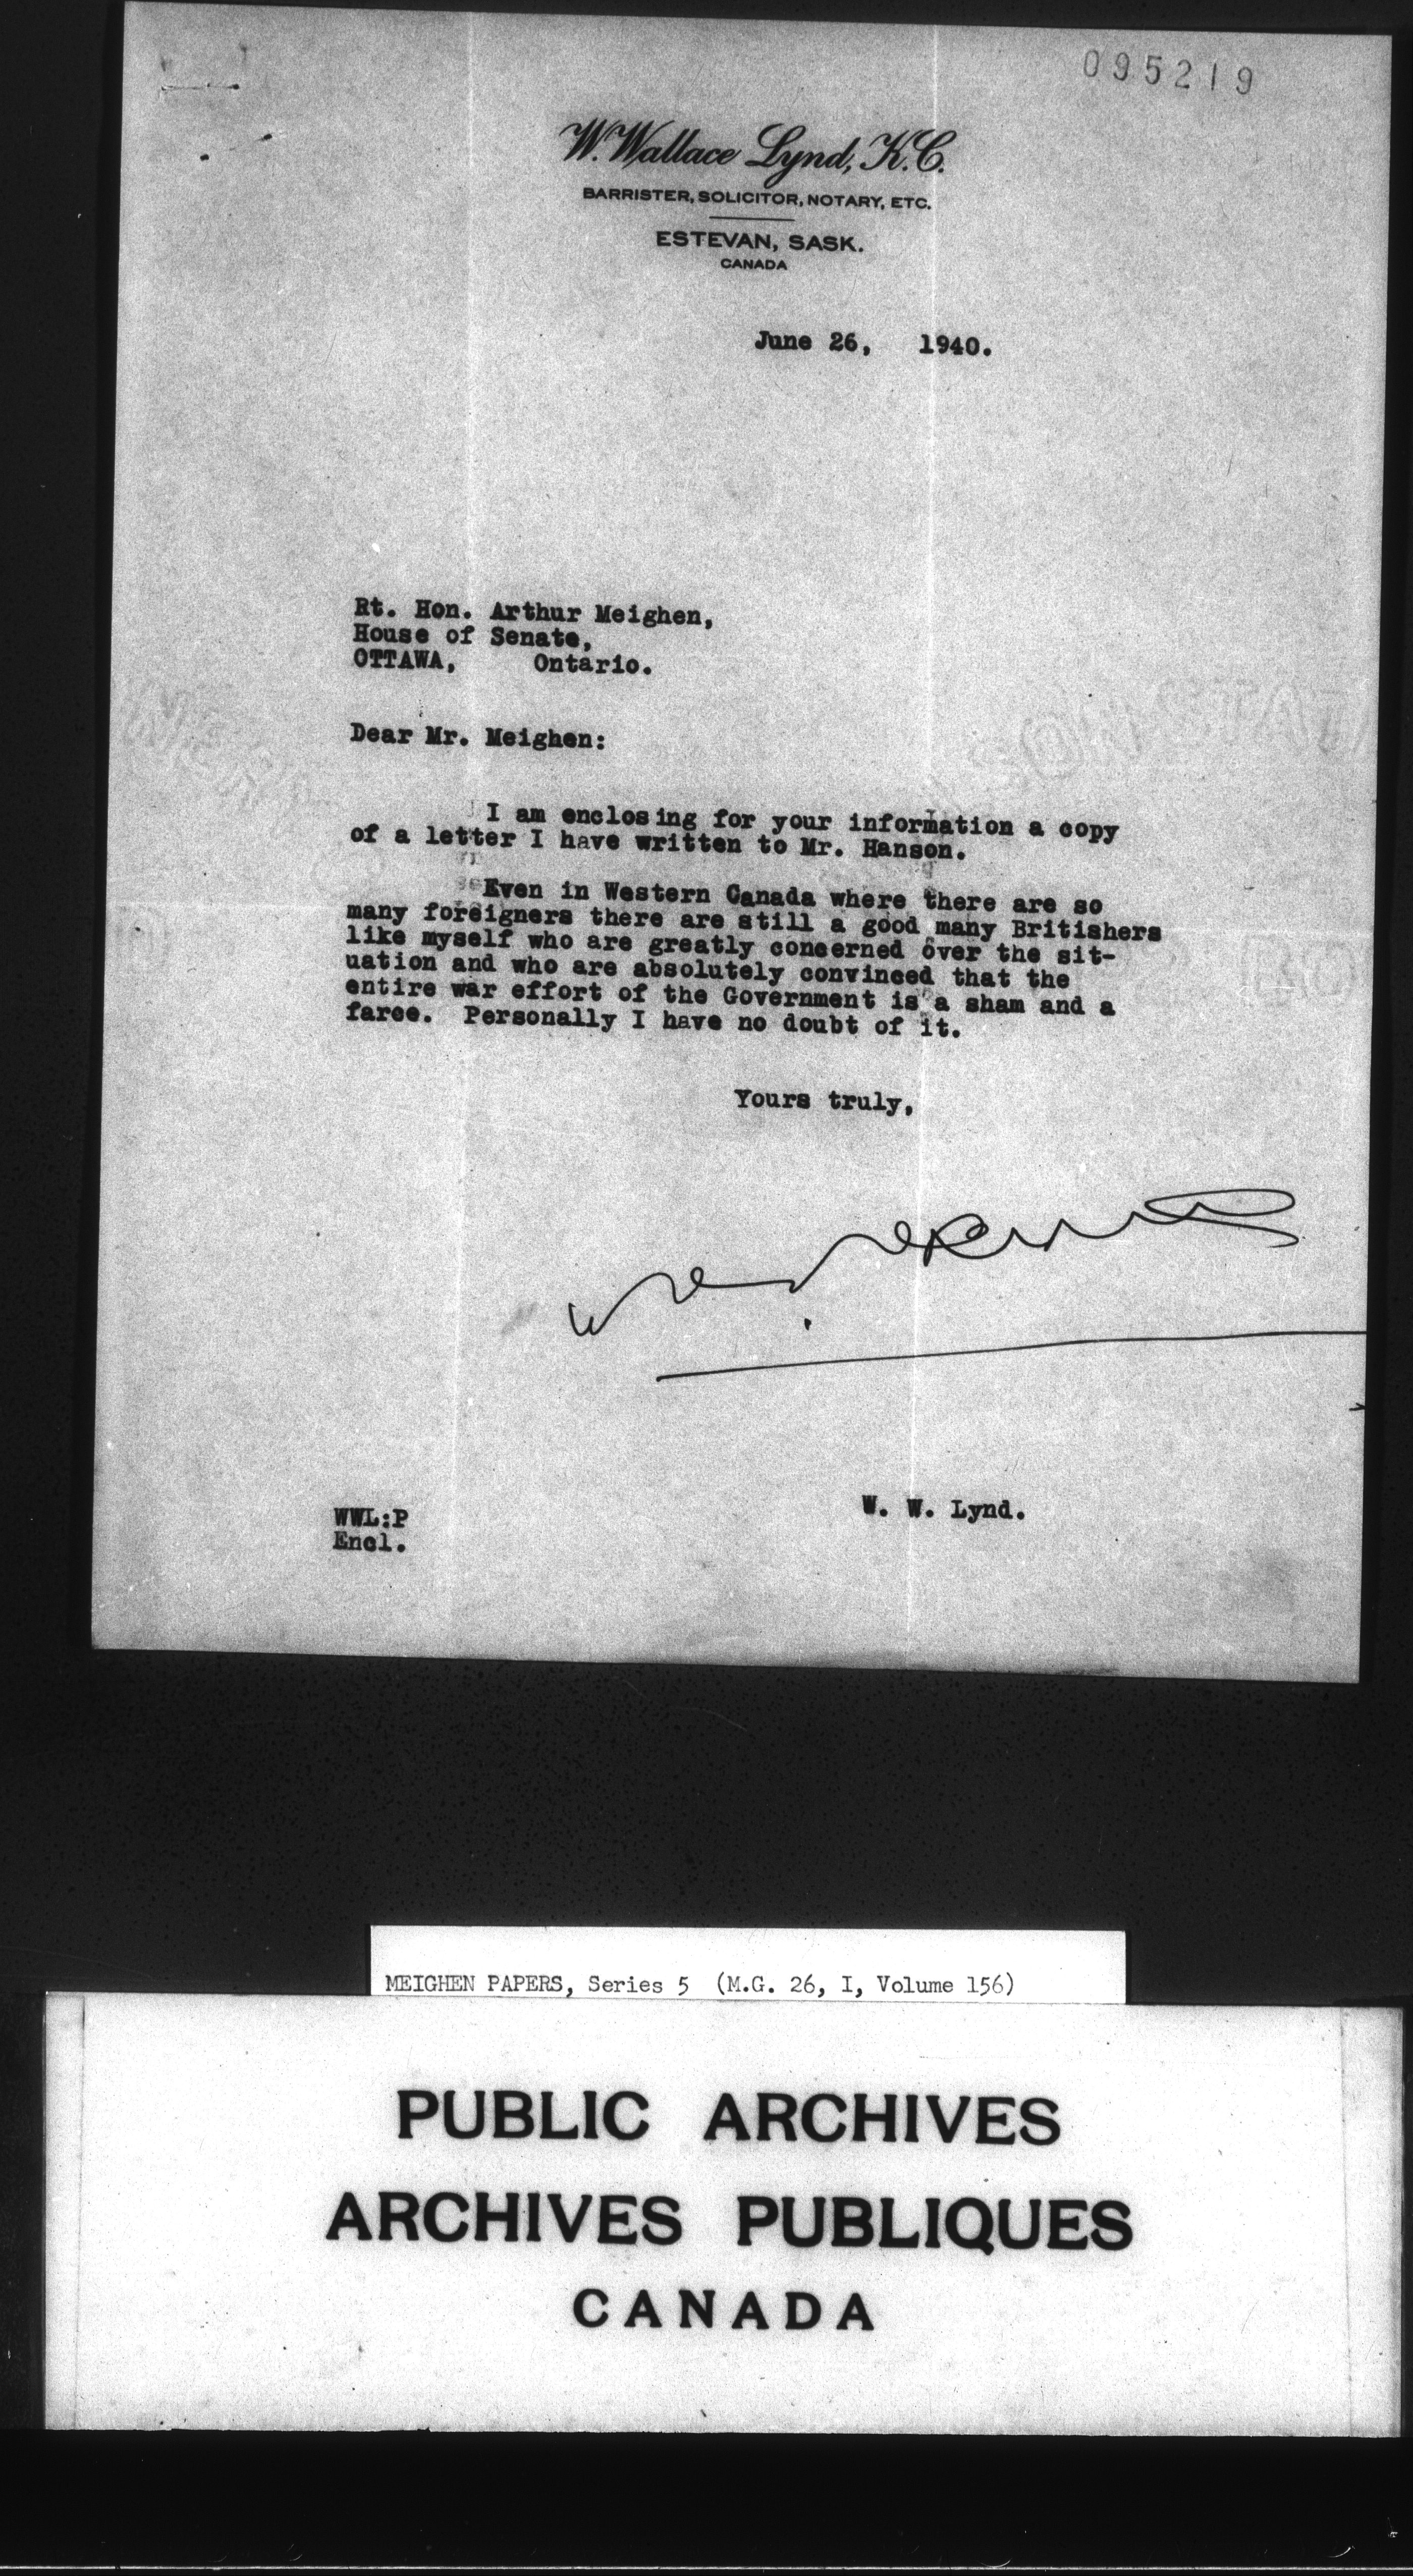 095219
W. Wallace Lynd, K.C.
BARRISTER, SOLICITOR, NOTARY, ETC.
ESTEVAN, SASK.
CANADA
June 26, 1940.
Rt. Hon. Arthur Meighen,
House of Senate,
OTTAWA, Ontario.
Dear Mr. Meighen:
I am enclosing for your information a copy
of a letter I have written to Mr. Hanson.
Even in Western Canada where there are so
many foreigners there are still a good many Britishers
like myself who are greatly concerned over the sit-
uation and who are absolutely convinced that the
entire war effort of the Government is a sham and a
farce. Personally I have no doubt of it.
Yours truly,
W. W. Lynd.
WWL:P
Encl.
MEIGHEN PAPERS, Series 5 (M.G. 26, I, Volume 156)
PUBLIC ARCHIVES
ARCHIVES PUBLIQUES
CANADA